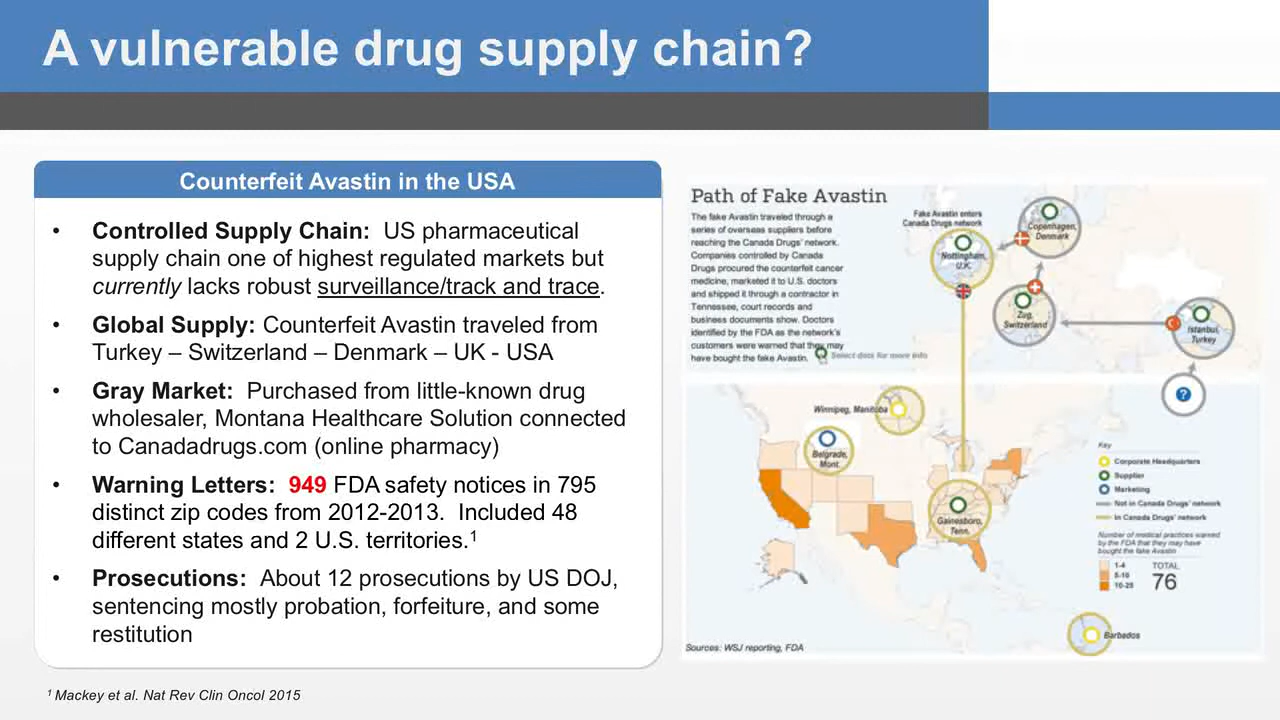 A vulnerable drug supply chain?
Counterfeit Avastin in the USA
• Controlled Supply Chain: US pharmaceutical
supply chain one of highest regulated markets but
currently lacks robust surveillance/track and trace.
• Global Supply: Counterfeit Avastin traveled from
Turkey – Switzerland – Denmark – UK - USA
• Gray Market: Purchased from little-known drug
wholesaler, Montana Healthcare Solution connected
to Canadadrugs.com (online pharmacy)
• Warning Letters: 949 FDA safety notices in 795
distinct zip codes from 2012-2013. Included 48
different states and 2 U.S. territories.¹
• Prosecutions: About 12 prosecutions by US DOJ,
sentencing mostly probation, forfeiture, and some
restitution
¹ Mackey et al. Nat Rev Clin Oncol 2015
Path of Fake Avastin
The fake Avastin traveled through a
series of overseas suppliers before
reaching the Canada Drugs' network.
Companies controlled by Canada
Drugs procured the counterfeit cancer
medicine, marketed it to U.S. doctors
and shipped it through a contractor in
Tennessee, court records and
business documents show. Doctors
identified by the FDA as the network's
customers were warned that they may
have bought the fake Avastin.
Select dots for more info
Fake Avastin enters
Canada Drugs network
Nottingham,
U.K.
Copenhagen,
Denmark
Zug,
Switzerland
Istanbul,
Turkey
?
Winnipeg, Manitoba
Belgrade,
Mont.
Gainesboro,
Tenn.
Barbados
Key
Corporate Headquarters
Supplier
Marketing
Not in Canada Drugs' network
In Canada Drugs' network
Number of medical practices warned
by the FDA that they may have
bought the fake Avastin
1-4
5-10
10-25
TOTAL
76
Sources: WSJ reporting, FDA